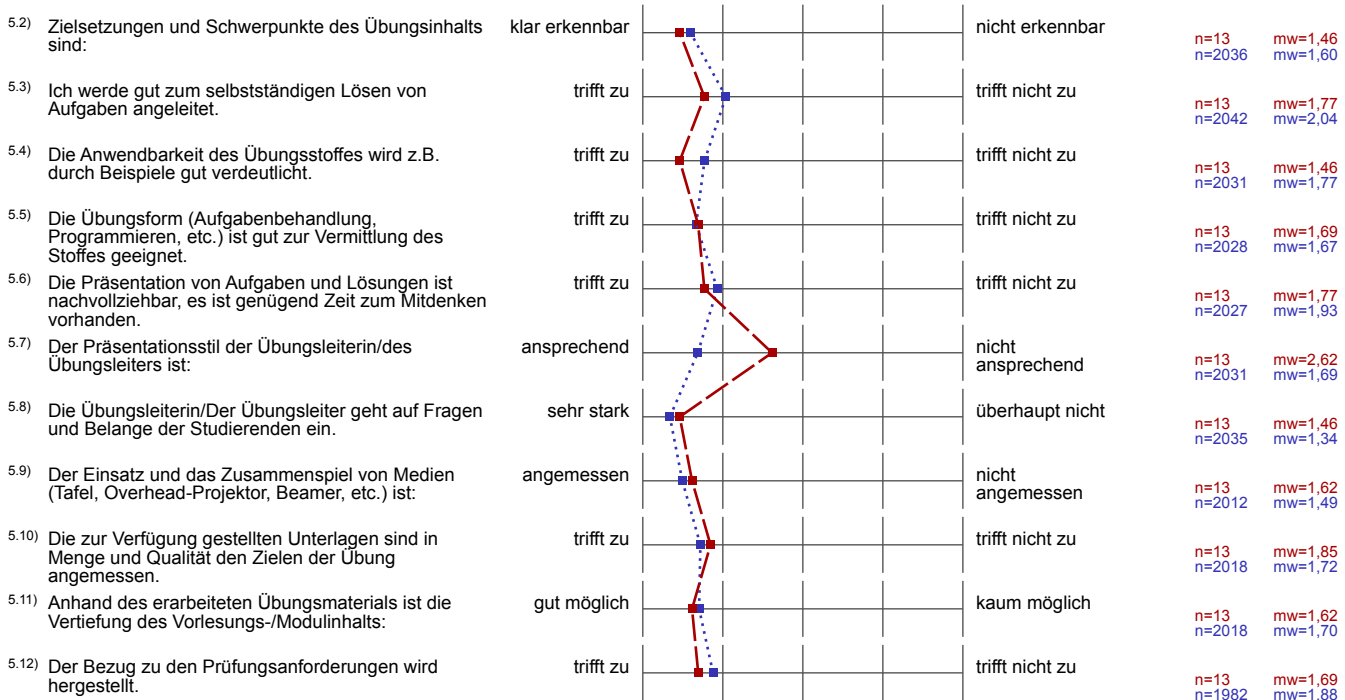 5.2) Zielsetzungen und Schwerpunkte des Übungsinhalts klar erkennbar nicht erkennbar
sind:
n=13 mw=1,46
n=2036 mw=1,60
5.3) Ich werde gut zum selbstständigen Lösen von trifft zu trifft nicht zu
Aufgaben angeleitet.
n=13 mw=1,77
n=2042 mw=2,04
5.4) Die Anwendbarkeit des Übungsstoffes wird z.B. trifft zu trifft nicht zu
durch Beispiele gut verdeutlicht.
n=13 mw=1,46
n=2031 mw=1,77
5.5) Die Übungsform (Aufgabenbehandlung, trifft zu trifft nicht zu
Programmieren, etc.) ist gut zur Vermittlung des
Stoffes geeignet.
n=13 mw=1,69
n=2028 mw=1,67
5.6) Die Präsentation von Aufgaben und Lösungen ist trifft zu trifft nicht zu
nachvollziehbar, es ist genügend Zeit zum Mitdenken
vorhanden.
n=13 mw=1,77
n=2027 mw=1,93
5.7) Der Präsentationsstil der Übungsleiterin/des ansprechend nicht
Übungsleiters ist: ansprechend
n=13 mw=2,62
n=2031 mw=1,69
5.8) Die Übungsleiterin/Der Übungsleiter geht auf Fragen sehr stark überhaupt nicht
und Belange der Studierenden ein.
n=13 mw=1,46
n=2035 mw=1,34
5.9) Der Einsatz und das Zusammenspiel von Medien angemessen nicht
(Tafel, Overhead-Projektor, Beamer, etc.) ist: angemessen
n=13 mw=1,62
n=2012 mw=1,49
5.10) Die zur Verfügung gestellten Unterlagen sind in trifft zu trifft nicht zu
Menge und Qualität den Zielen der Übung
angemessen.
n=13 mw=1,85
n=2018 mw=1,72
5.11) Anhand des erarbeiteten Übungsmaterials ist die gut möglich kaum möglich
Vertiefung des Vorlesungs-/Modulinhalts:
n=13 mw=1,62
n=2018 mw=1,70
5.12) Der Bezug zu den Prüfungsanforderungen wird trifft zu trifft nicht zu
hergestellt.
n=13 mw=1,69
n=1982 mw=1,88